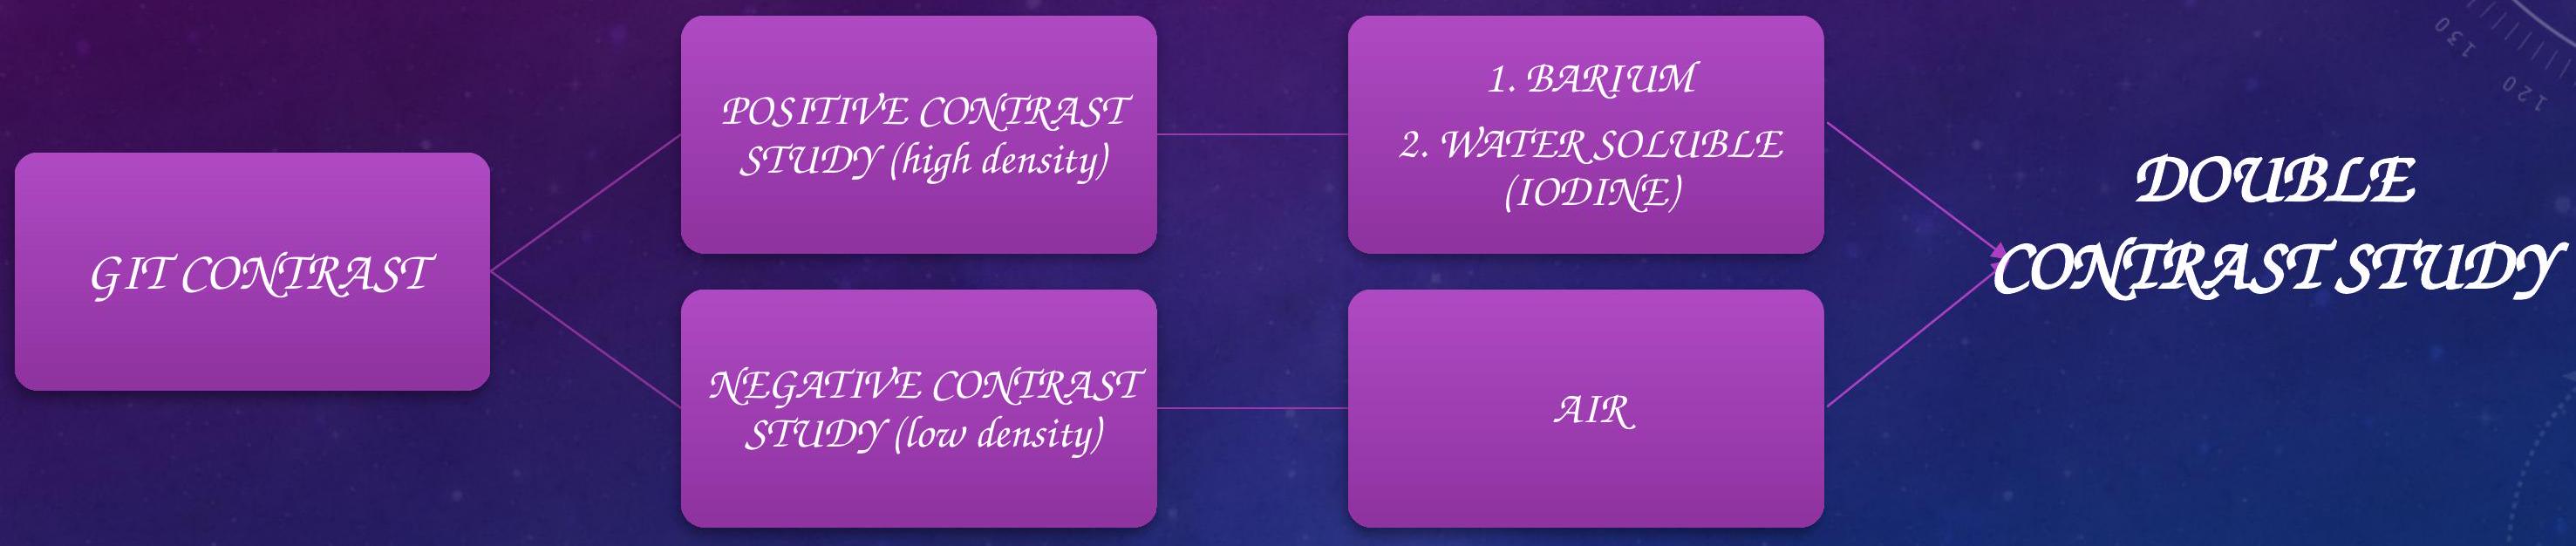 GIT CONTRAST
POSITIVE CONTRAST
STUDY (high density)
NEGATIVE CONTRAST
STUDY (low density)
1. BARIUM
2. WATER SOLUBLE
(IODINE)
AIR
DOUBLE
CONTRAST STUDY
130
120